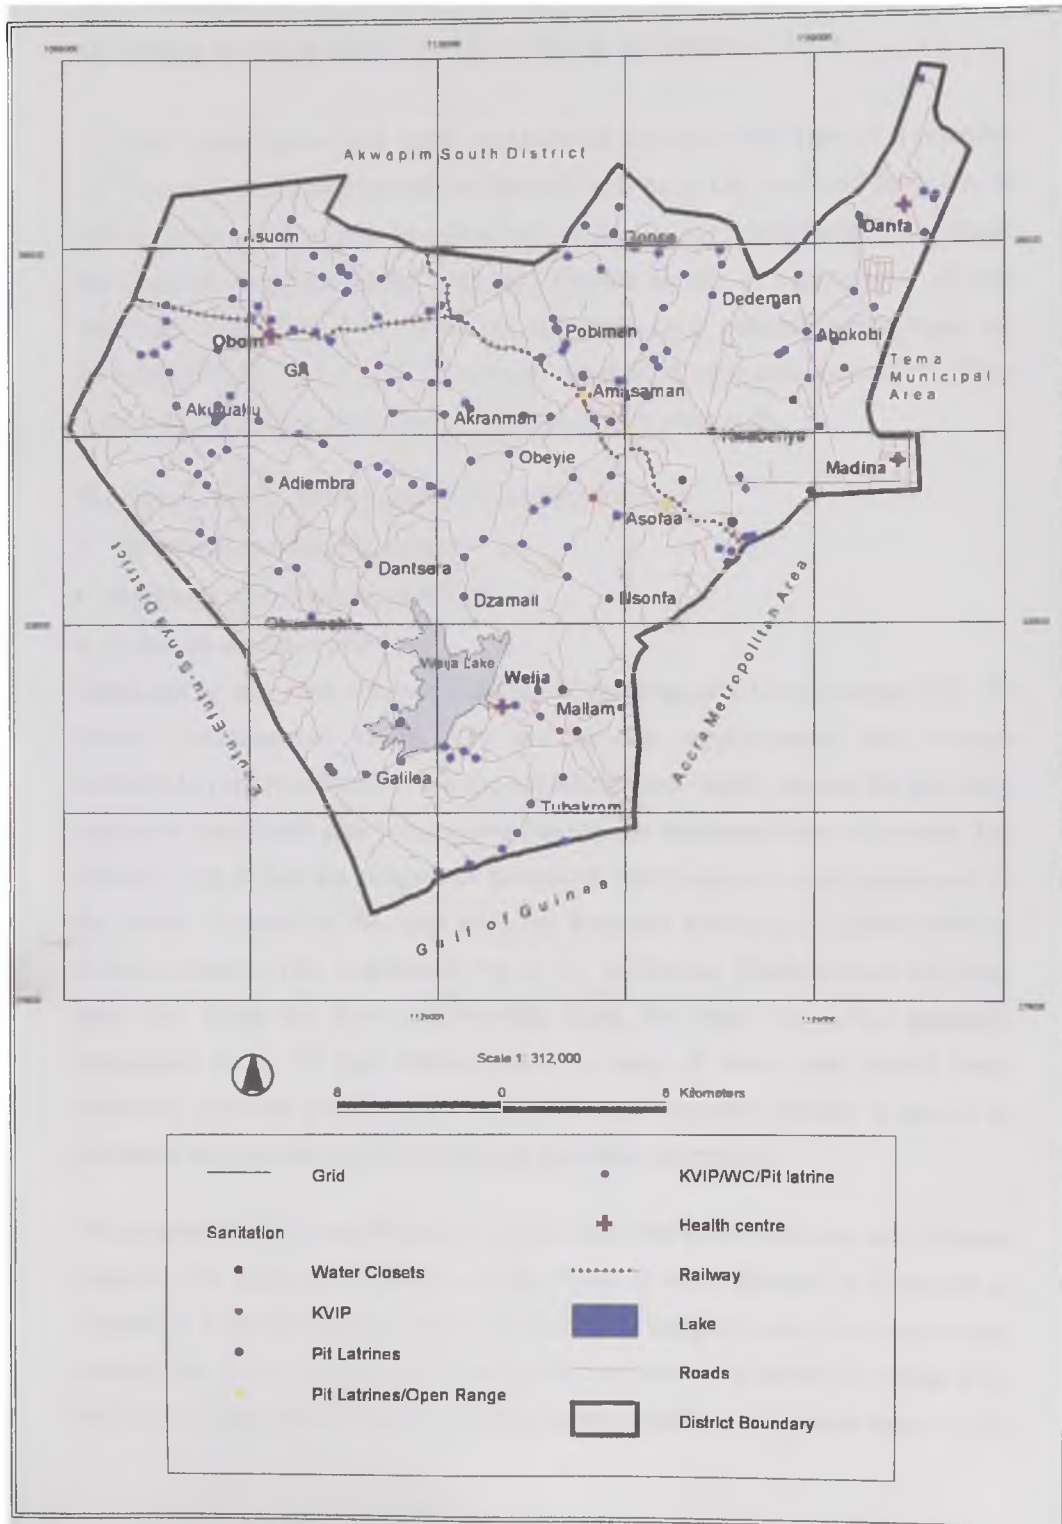 Akwapim South District
Danfa
Dedeman
Pobiman
Abokobi
Obom
GA
Tema
Municipal
Area
Amasaman
Akranman
Madina
Obeyie
Adiembra
Asofaa
Dantsera
Dzamaii
Nsonfa
Weija Lake
Weija
Mallam
Galilea
Tubakrom
Accra Metropolitan Area
Gulf of Guinea
Scale 1: 312,000
8 0 8 Kilometers
Grid
Sanitation
Water Closets
KVIP
Pit Latrines
Pit Latrines/Open Range
KVIP/WC/Pit latrine
Health centre
Railway
Lake
Roads
District Boundary